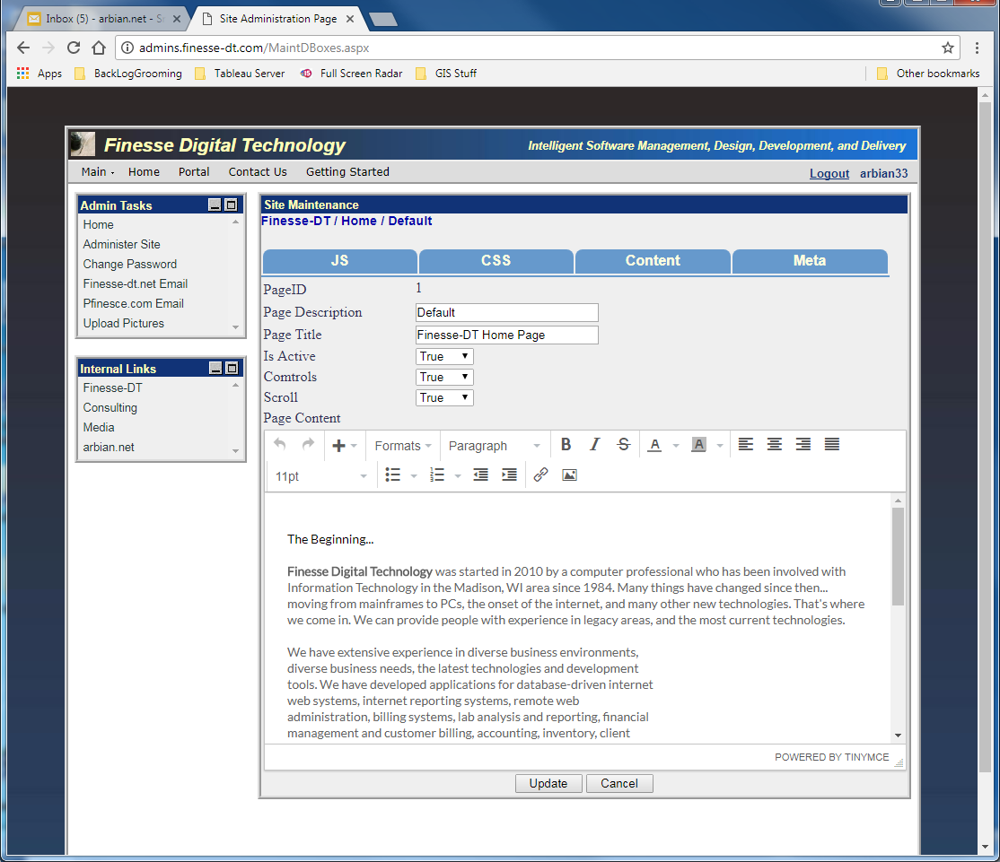 Inbox (5) - arbian.net - S
Site Administration Page
admins.finesse-dt.com/MaintDBoxes.aspx
Apps BackLogGrooming Tableau Server Full Screen Radar GIS Stuff Other bookmarks
Finesse Digital Technology
Intelligent Software Management, Design, Development, and Delivery
Main Home Portal Contact Us Getting Started
Logout arbian33
Admin Tasks
Home
Administer Site
Change Password
Finesse-dt.net Email
Pfinesce.com Email
Upload Pictures
Internal Links
Finesse-DT
Consulting
Media
arbian.net
Site Maintenance
Finesse-DT / Home / Default
JS CSS Content Meta
PageID 1
Page Description Default
Page Title Finesse-DT Home Page
Is Active True
Comtrols True
Scroll True
Page Content
Formats Paragraph B I S A A
11pt
The Beginning...
Finesse Digital Technology was started in 2010 by a computer professional who has been involved with
Information Technology in the Madison, WI area since 1984. Many things have changed since then...
moving from mainframes to PCs, the onset of the internet, and many other new technologies. That's where
we come in. We can provide people with experience in legacy areas, and the most current technologies.
We have extensive experience in diverse business environments,
diverse business needs, the latest technologies and development
tools. We have developed applications for database-driven internet
web systems, internet reporting systems, remote web
administration, billing systems, lab analysis and reporting, financial
management and customer billing, accounting, inventory, client
POWERED BY TINYMCE
Update Cancel